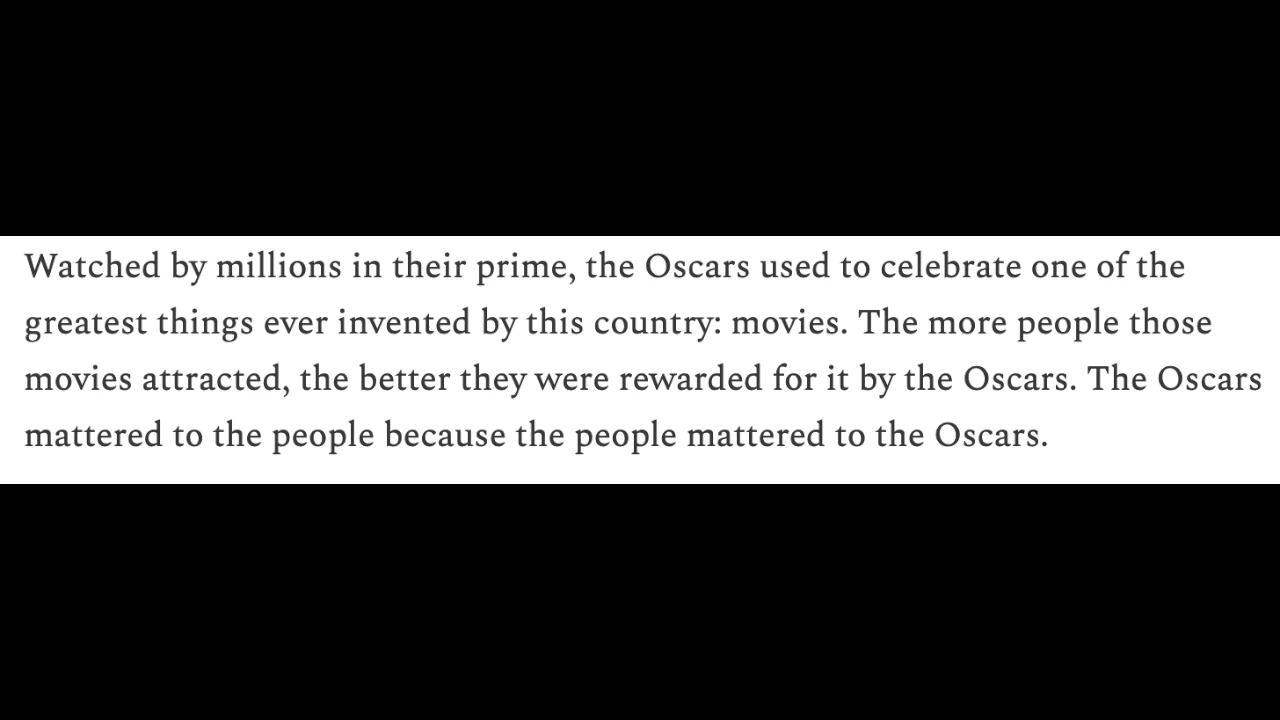 Watched by millions in their prime, the Oscars used to celebrate one of the
greatest things ever invented by this country: movies. The more people those
movies attracted, the better they were rewarded for it by the Oscars. The Oscars
mattered to the people because the people mattered to the Oscars.